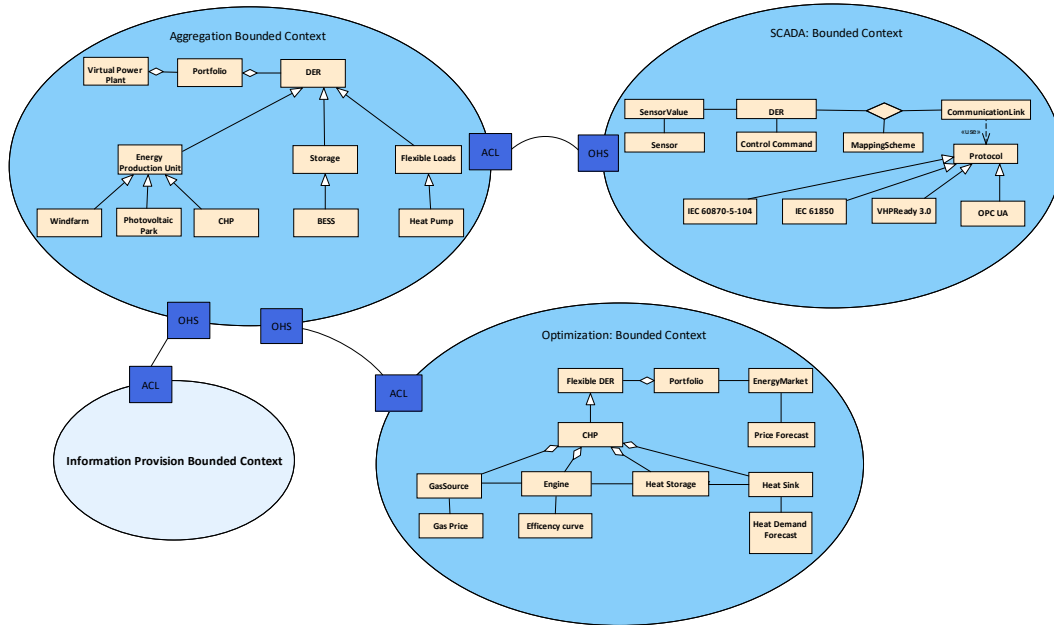 Aggregation Bounded Context
Virtual Power
Plant
Portfolio
DER
Energy
Production Unit
Storage
Flexible Loads
Windfarm
Photovoltaic
Park
CHP
BESS
Heat Pump
ACL
OHS
SCADA: Bounded Context
SensorValue
DER
CommunicationLink
Sensor
Control Command
MappingScheme
«use»
Protocol
IEC 60870-5-104
IEC 61850
VHPReady 3.0
OPC UA
OHS
OHS
ACL
ACL
Information Provision Bounded Context
Optimization: Bounded Context
Flexible DER
Portfolio
EnergyMarket
CHP
Price Forecast
GasSource
Engine
Heat Storage
Heat Sink
Gas Price
Efficency curve
Heat Demand
Forecast